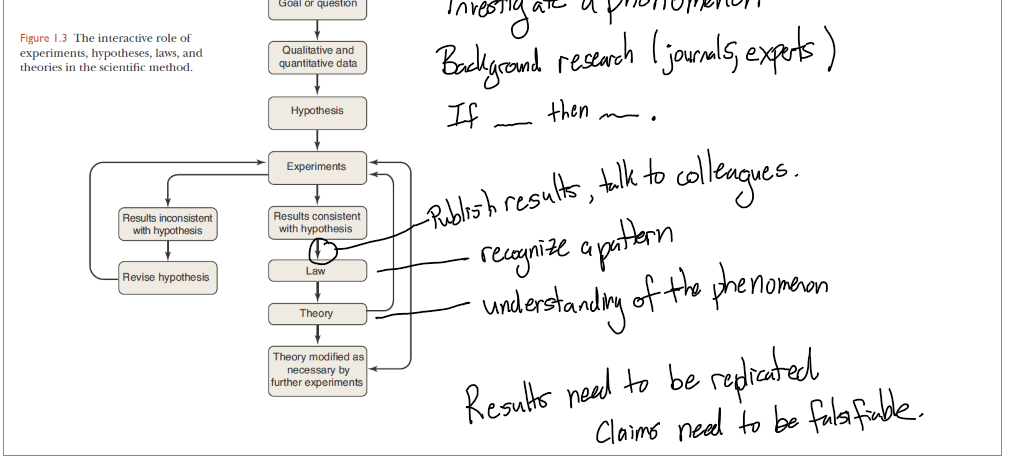 Goal or question
Investigate a phenomenon
Figure 1.3 The interactive role of
experiments, hypotheses, laws, and
theories in the scientific method.
Qualitative and
quantitative data
Background research (journals, experts)
Hypothesis
If __ then __.
Experiments
Publish results, talk to colleagues.
Results inconsistent
with hypothesis
Results consistent
with hypothesis
recognize a pattern
Revise hypothesis
Law
understanding of the phenomenon
Theory
Theory modified as
necessary by
further experiments
Results need to be replicated
Claims need to be falsifiable.